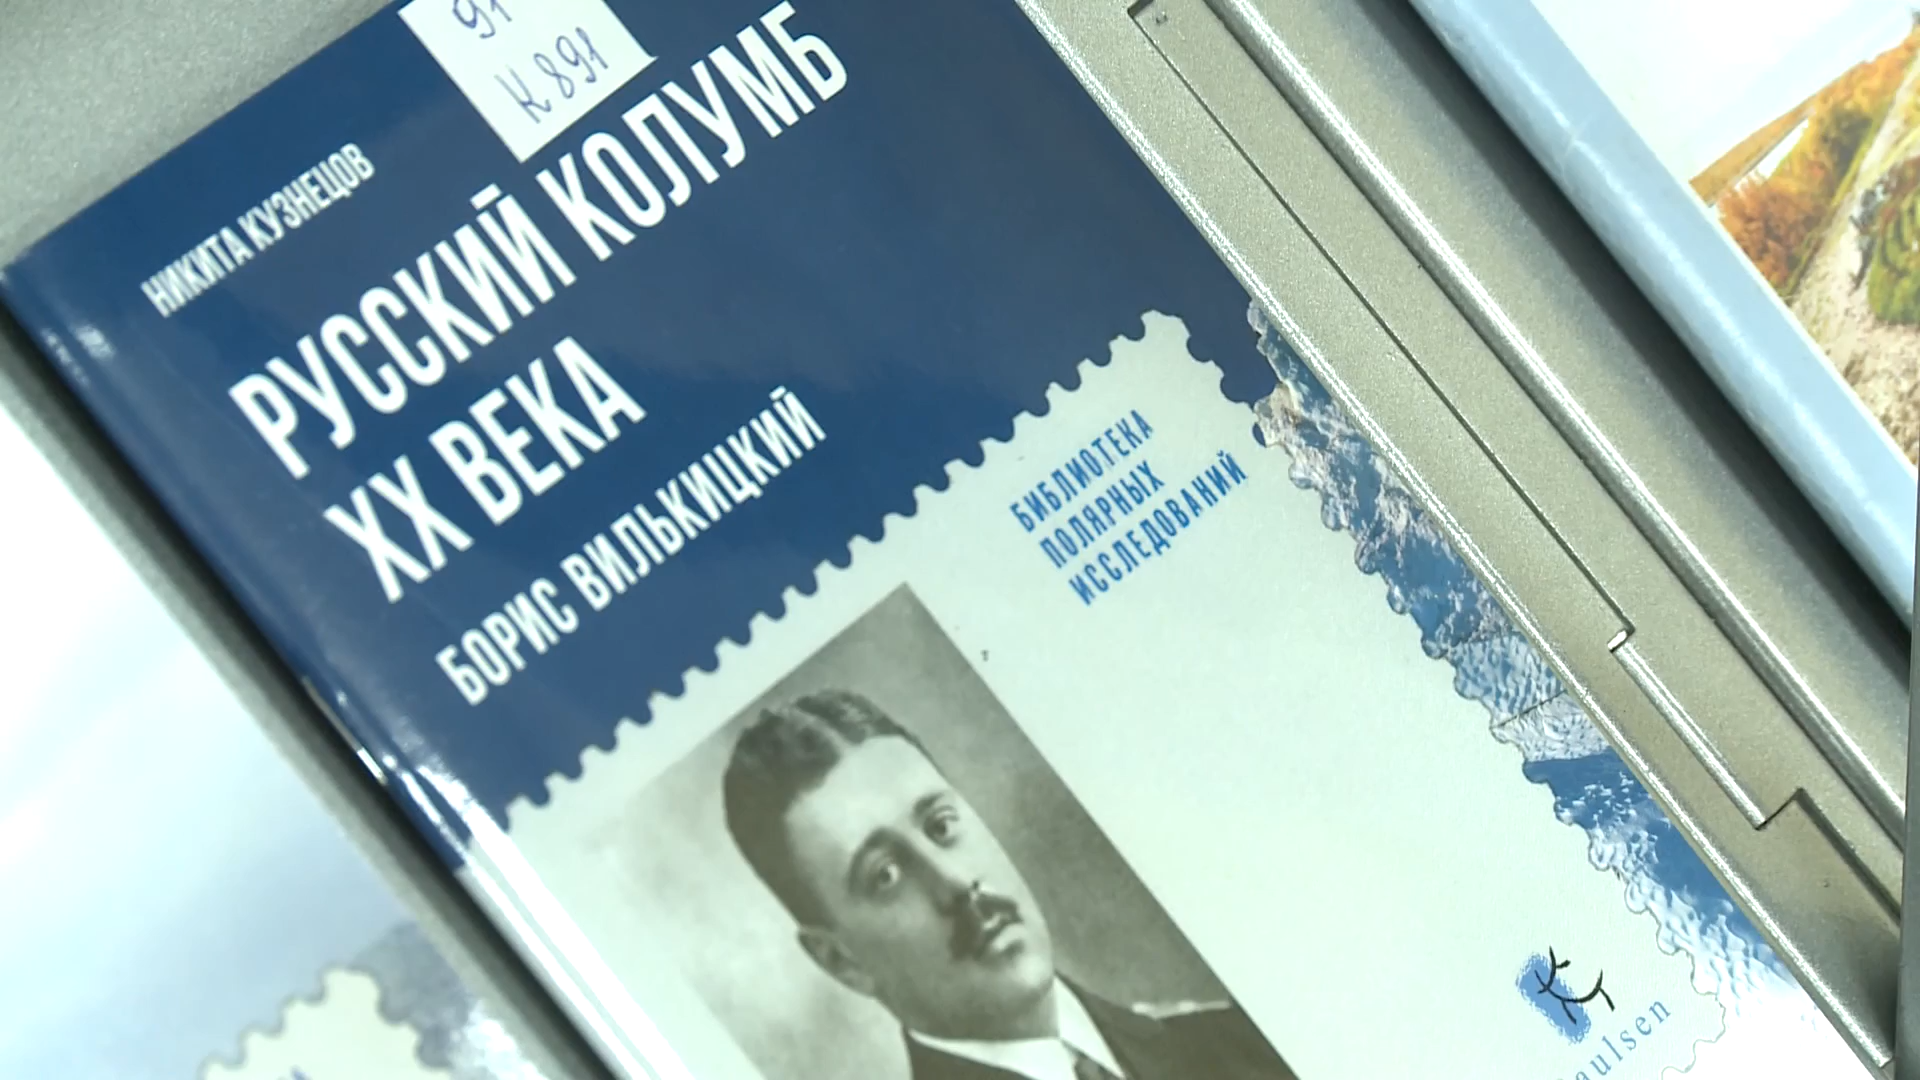 91
К 891
НИКИТА КУЗНЕЦОВ
РУССКИЙ КОЛУМБ
XX ВЕКА
БОРИС ВИЛЬКИЦКИЙ
БИБЛИОТЕКА
ПОЛЯРНЫХ
ИССЛЕДОВАНИЙ
aulsen